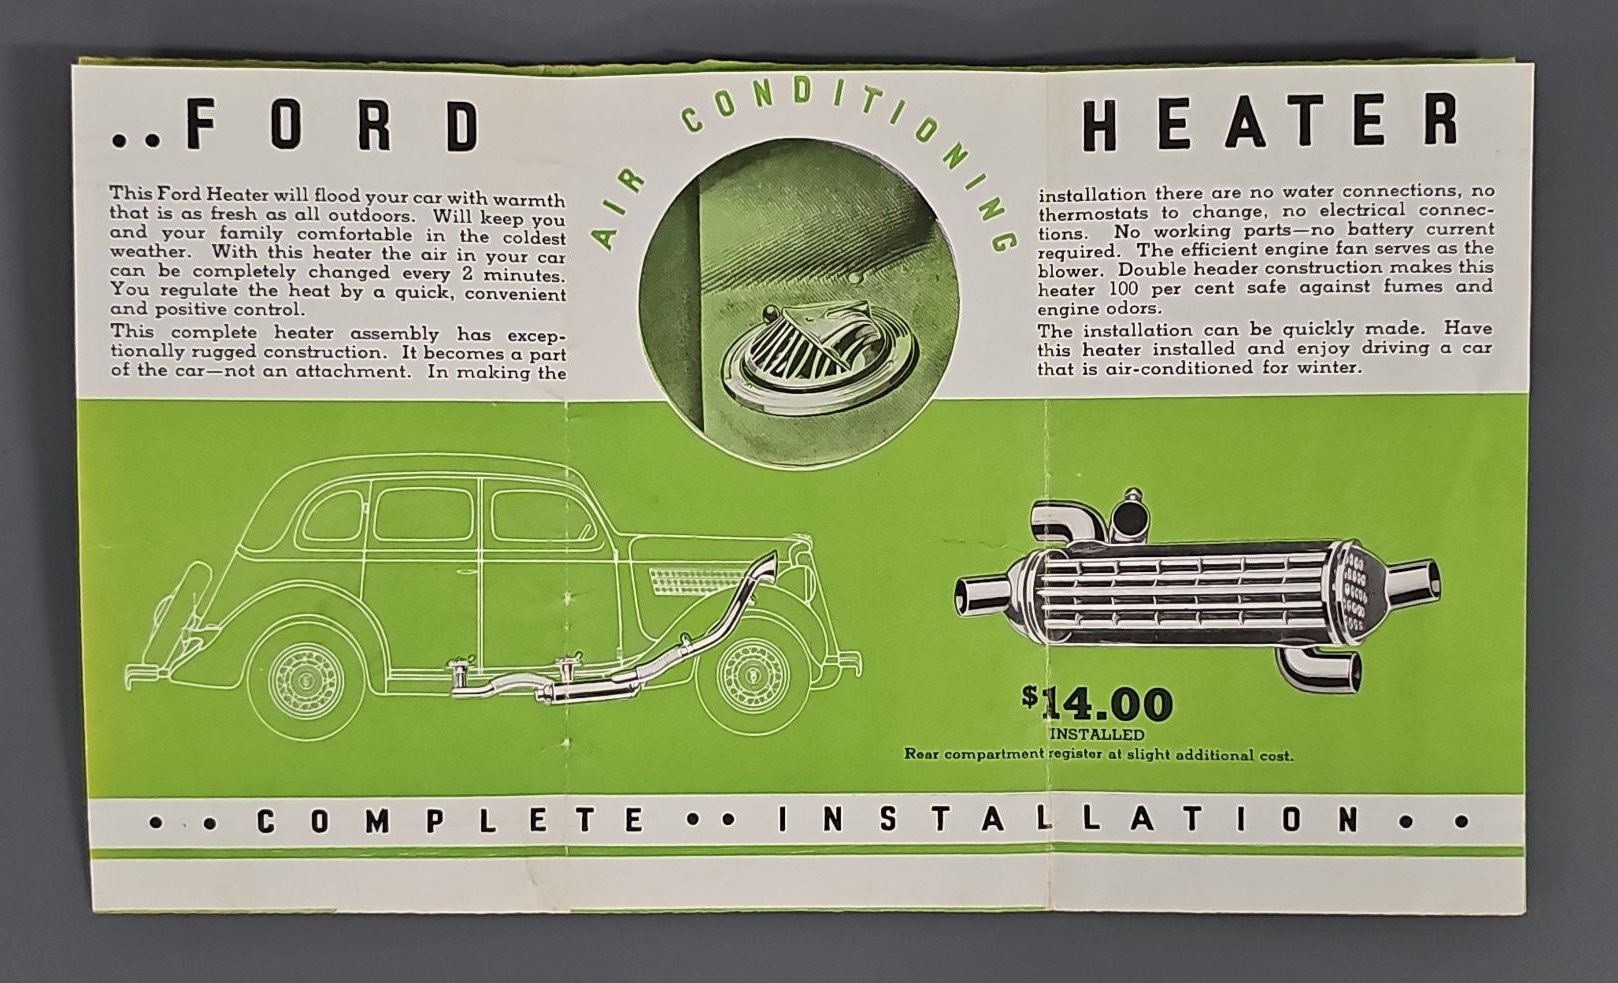 ..FORD
AIR CONDITIONING
HEATER
This Ford Heater will flood your car with warmth
that is as fresh as all outdoors. Will keep you
and your family comfortable in the coldest
weather. With this heater the air in your car
can be completely changed every 2 minutes.
You regulate the heat by a quick, convenient
and positive control.
This complete heater assembly has excep-
tionally rugged construction. It becomes a part
of the car—not an attachment. In making the
installation there are no water connections, no
thermostats to change, no electrical connec-
tions. No working parts—no battery current
required. The efficient engine fan serves as the
blower. Double header construction makes this
heater 100 per cent safe against fumes and
engine odors.
The installation can be quickly made. Have
this heater installed and enjoy driving a car
that is air-conditioned for winter.
$14.00
INSTALLED
Rear compartment register at slight additional cost.
• • COMPLETE • • INSTALLATION • •